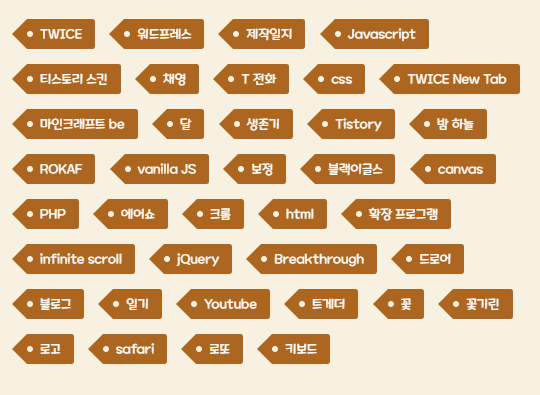 TWICE 워드프레스 제작일지 Javascript
티스토리 스킨 채영 T 전화 css TWICE New Tab
마인크래프트 be 달 생존기 Tistory 밤 하늘
ROKAF vanilla JS 보정 블랙이글스 canvas
PHP 에어쇼 크롬 html 확장 프로그램
infinite scroll jQuery Breakthrough 드로어
블로그 일기 Youtube 트게더 꽃 꽃기린
로고 safari 로또 키보드